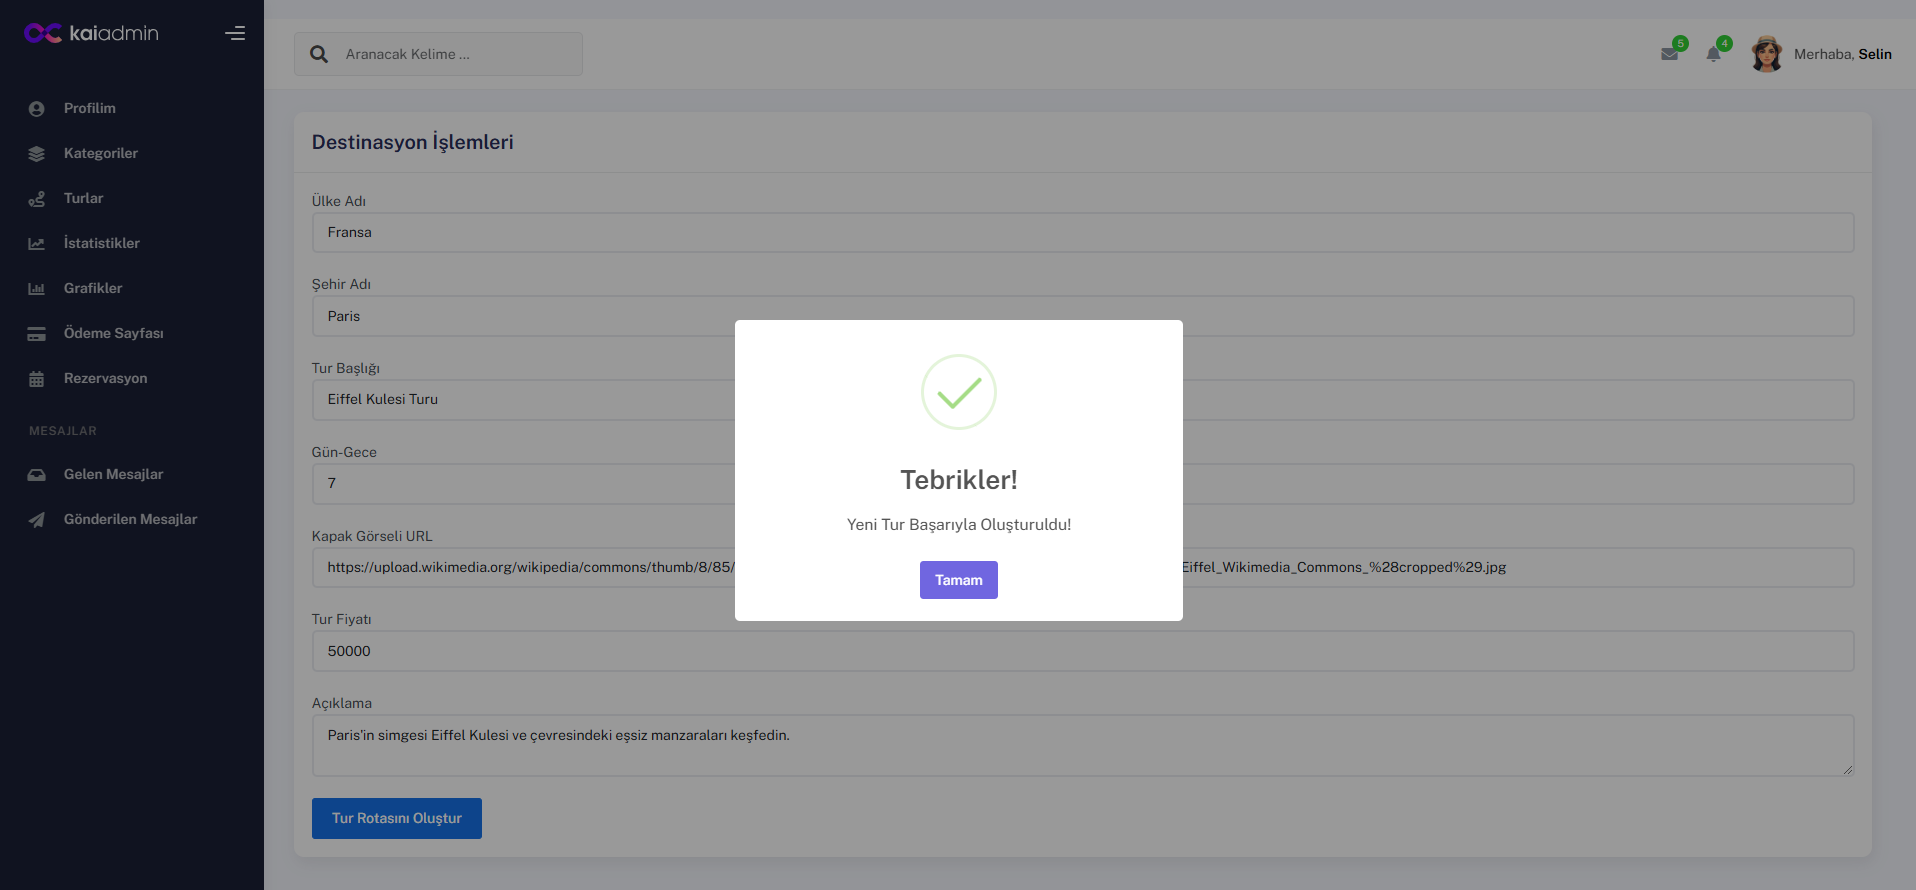 kaiadmin
Aranacak Kelime ...
5
4
Merhaba, Selin
Profilim
Kategoriler
Turlar
İstatistikler
Grafikler
Ödeme Sayfası
Rezervasyon
MESAJLAR
Gelen Mesajlar
Gönderilen Mesajlar
Destinasyon İşlemleri
Ülke Adı
Fransa
Şehir Adı
Paris
Tur Başlığı
Eiffel Kulesi Turu
Gün-Gece
7
Kapak Görseli URL
https://upload.wikimedia.org/wikipedia/commons/thumb/8/85/ Eiffel_Wikimedia_Commons_%28cropped%29.jpg
Tur Fiyatı
50000
Açıklama
Paris'in simgesi Eiffel Kulesi ve çevresindeki eşsiz manzaraları keşfedin.
Tur Rotasını Oluştur
Tebrikler!
Yeni Tur Başarıyla Oluşturuldu!
Tamam